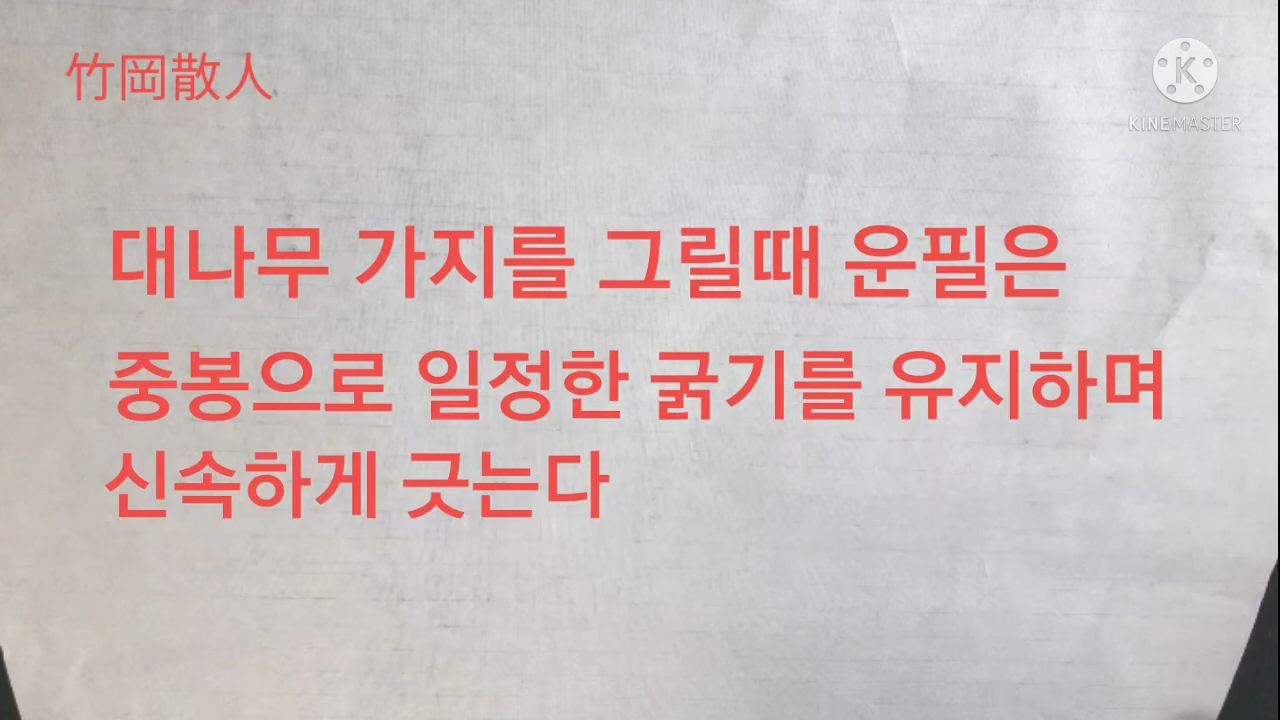 竹岡散人
KINEMASTER
대나무 가지를 그릴때 운필은
중봉으로 일정한 굵기를 유지하며
신속하게 긋는다